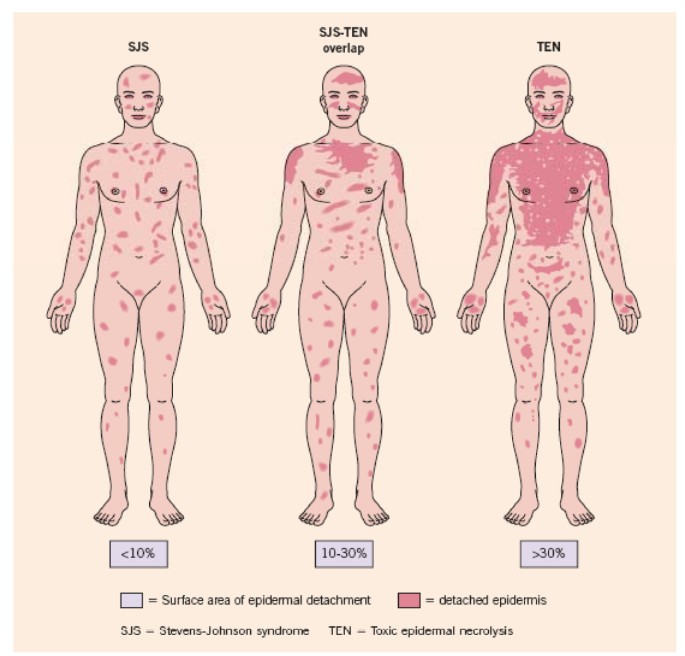 SJS
SJS-TEN
overlap
TEN
<10%
10-30%
>30%
= Surface area of epidermal detachment
= detached epidermis
SJS – Stevens-Johnson syndrome TEN – Toxic epidermal necrolysis